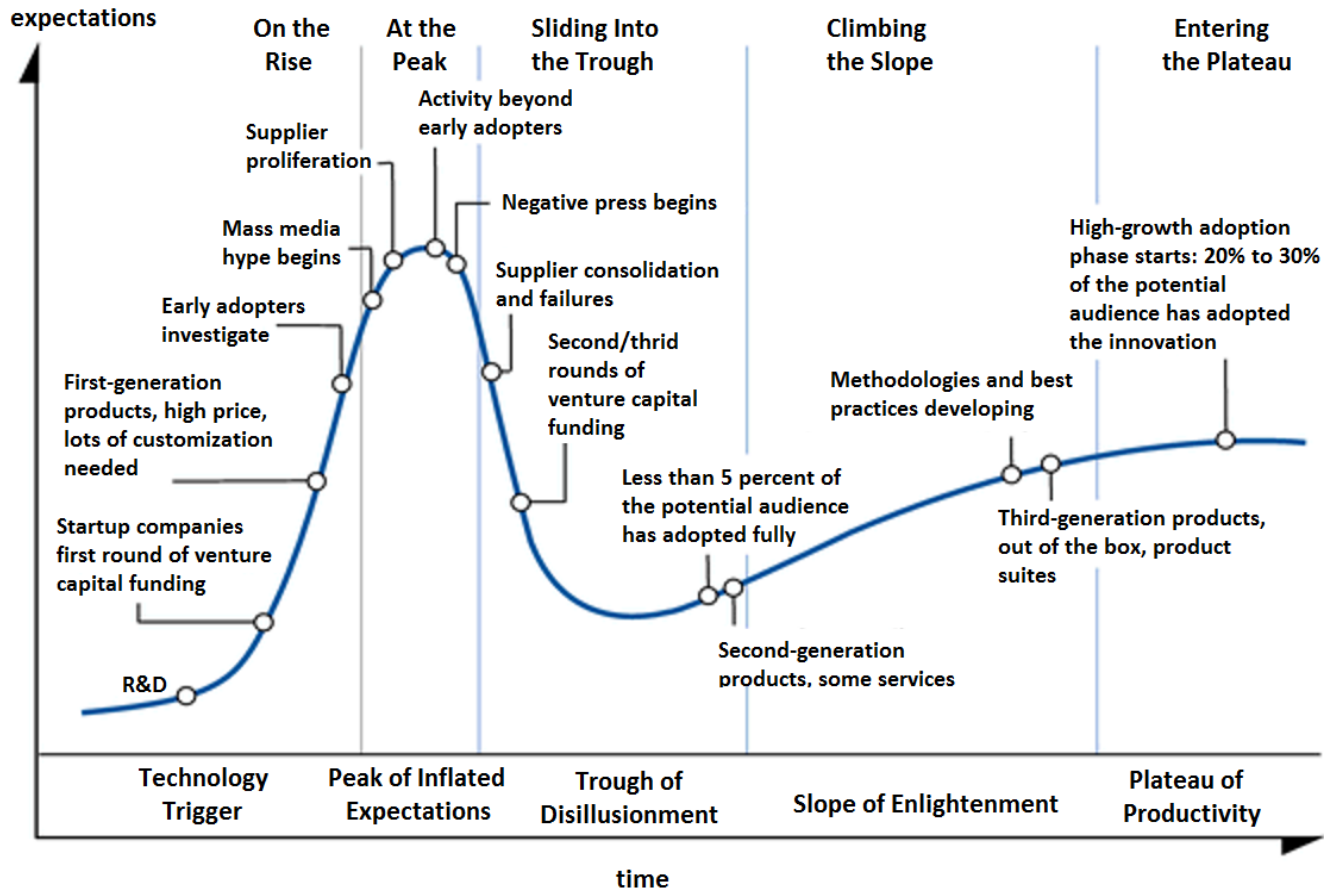 expectations
On the
Rise
At the
Peak
Sliding Into
the Trough
Climbing
the Slope
Entering
the Plateau
Activity beyond
early adopters
Supplier
proliferation
Negative press begins
Mass media
hype begins
High-growth adoption
phase starts: 20% to 30%
of the potential
audience has adopted
the innovation
Supplier consolidation
and failures
Early adopters
investigate
Second/thrid
rounds of
venture capital
funding
First-generation
products, high price,
lots of customization
needed
Methodologies and best
practices developing
Less than 5 percent of
the potential audience
has adopted fully
Startup companies
first round of venture
capital funding
Third-generation products,
out of the box, product
suites
R&D
Second-generation
products, some services
Technology
Trigger
Peak of Inflated
Expectations
Trough of
Disillusionment
Slope of Enlightenment
Plateau of
Productivity
time